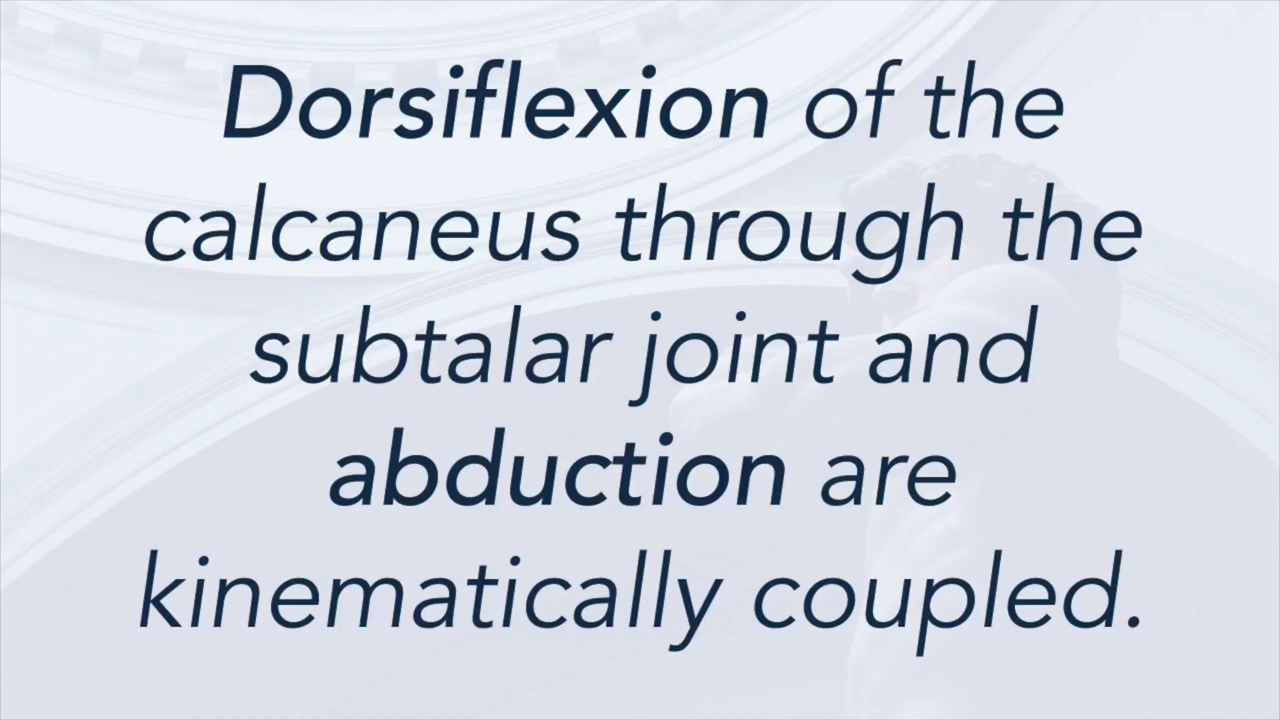 Dorsiflexion of the
calcaneus through the
subtalar joint and
abduction are
kinematically coupled.